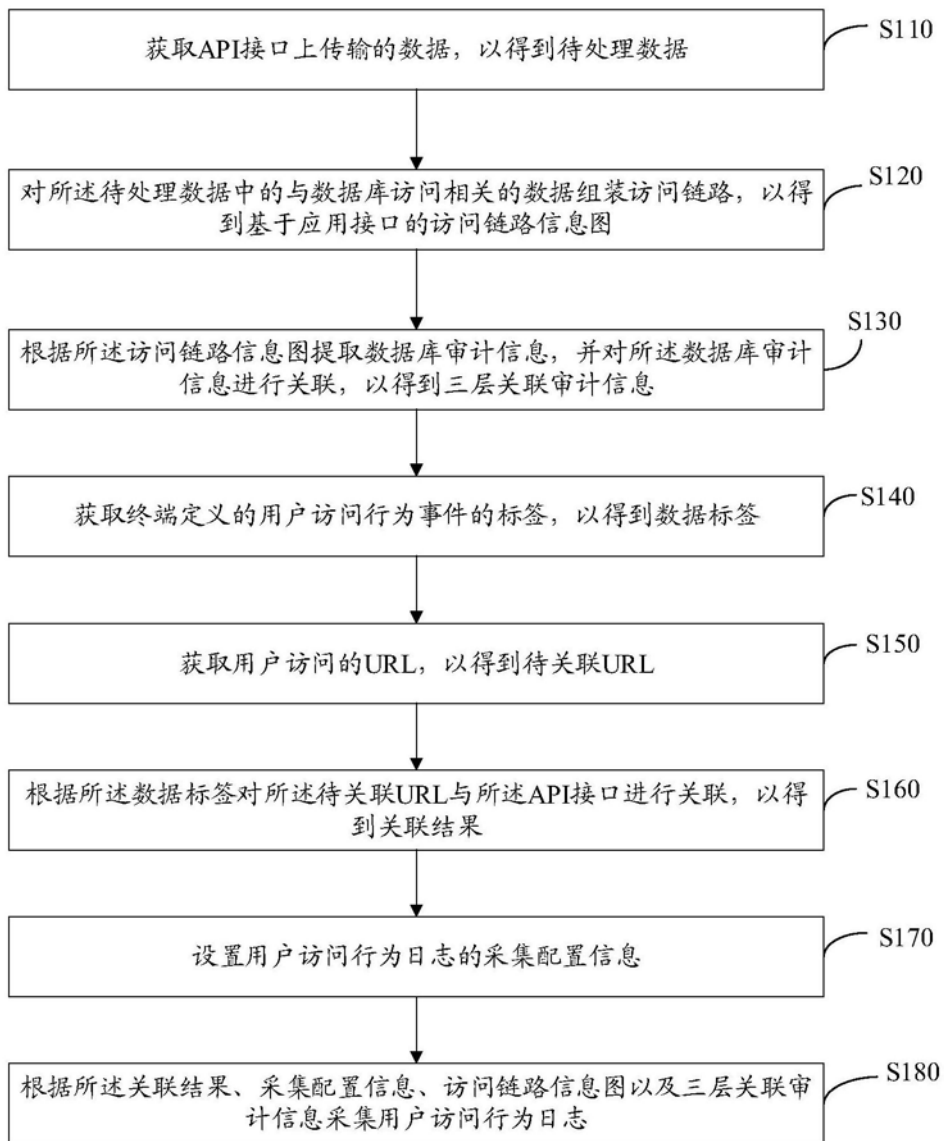 获取API接口上传输的数据，以得到待处理数据
S110
对所述待处理数据中的与数据库访问相关的数据组装访问链路，以得
到基于应用接口的访问链路信息图
S120
根据所述访问链路信息图提取数据库审计信息，并对所述数据库审计
信息进行关联，以得到三层关联审计信息
S130
获取终端定义的用户访问行为事件的标签，以得到数据标签
S140
获取用户访问的URL，以得到待关联URL
S150
根据所述数据标签对所述待关联URL与所述API接口进行关联，以得
到关联结果
S160
设置用户访问行为日志的采集配置信息
S170
根据所述关联结果、采集配置信息、访问链路信息图以及三层关联审
计信息采集用户访问行为日志
S180